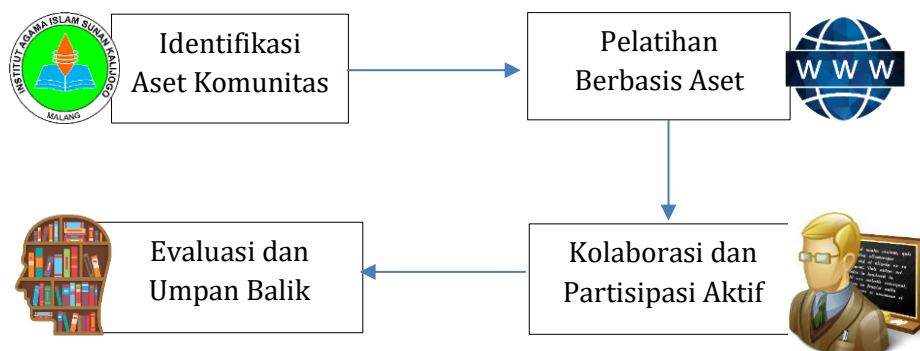 INSTITUT AGAMA ISLAM SUNAN KALIJOGO
MALANG
Identifikasi
Aset Komunitas
Pelatihan
Berbasis Aset
WWW
Evaluasi dan
Umpan Balik
Kolaborasi dan
Partisipasi Aktif